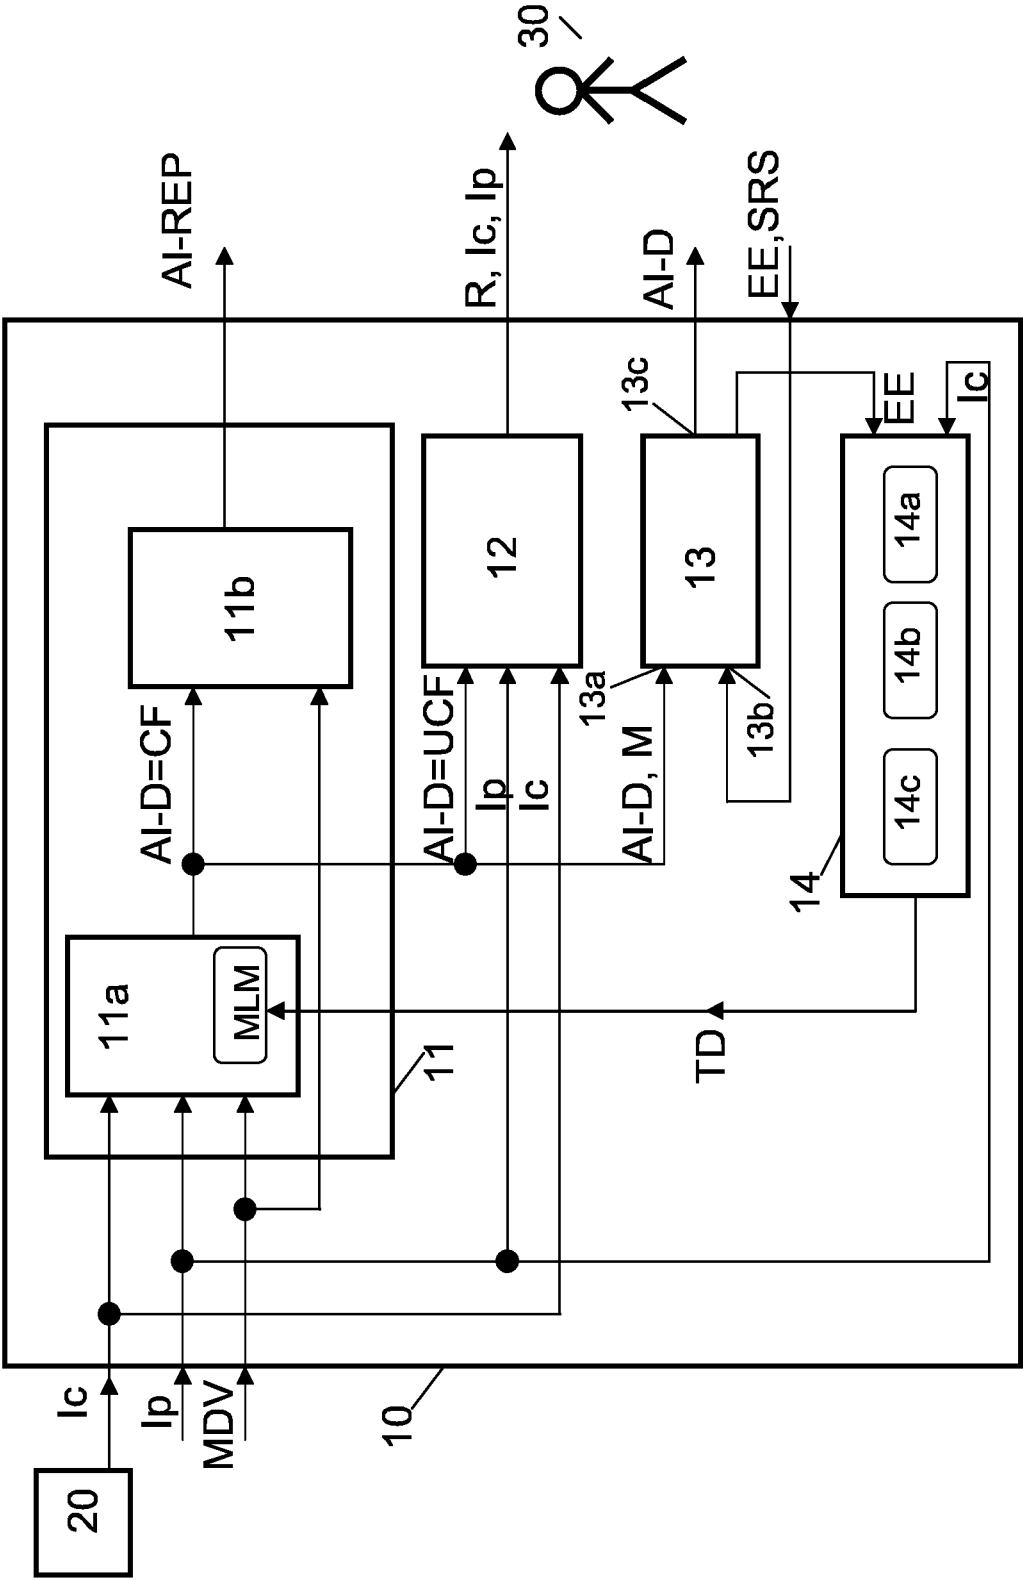 20
Ic
Ip
MDV
10
11
11a
MLM
AI-D=CF
11b
AI-REP
AI-D=UCF
Ip
Ic
12
R, Ic, Ip
30
AI-D, M
13a
13b
13
13c
AI-D
EE,SRS
TD
14
14c
14b
14a
EE
Ic